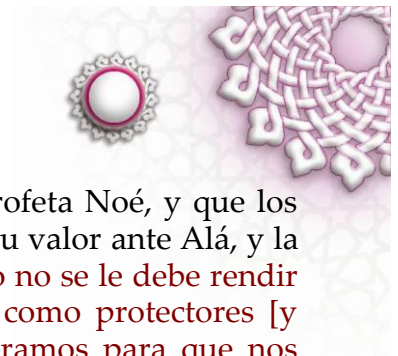 rofeta Noé, y que los
u valor ante Alá, y la
o no se le debe rendir
como protectores [y
ramos para que nos